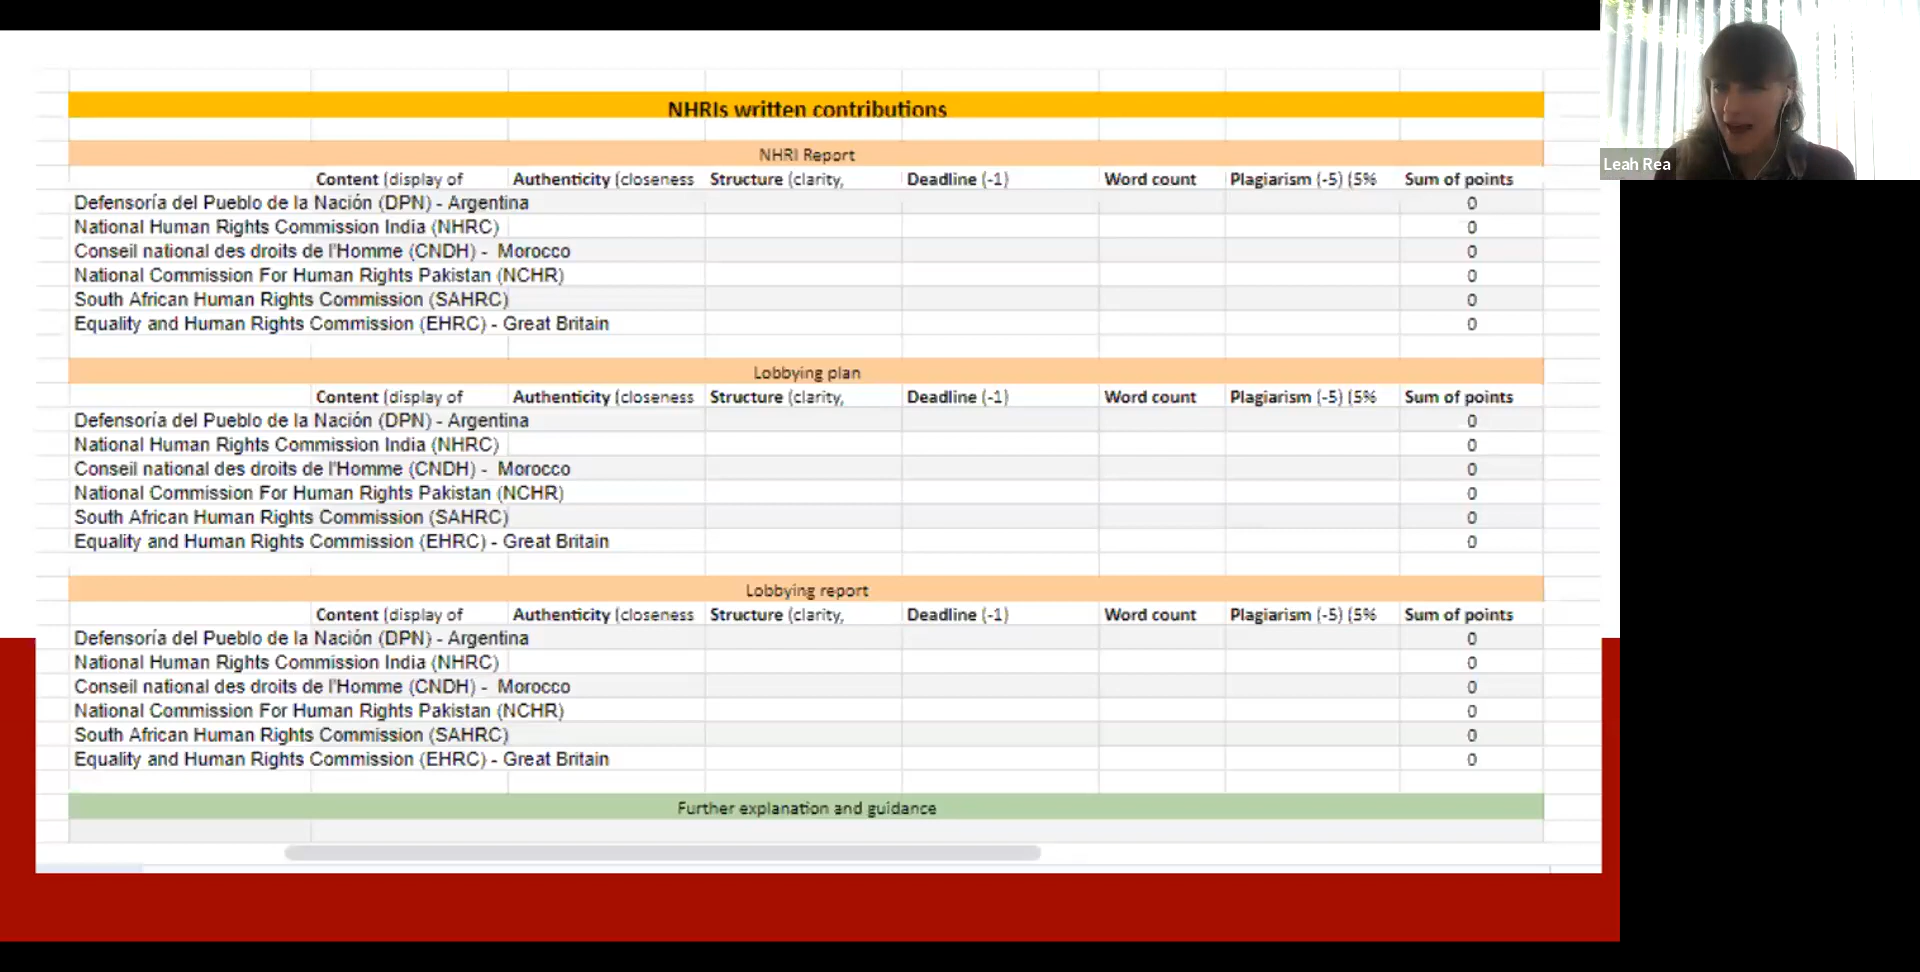 NHRIs written contributions
NHRI Report
Content (display of Authenticity (closeness Structure (clarity, Deadline (-1) Word count Plagiarism (-5) (5% Sum of points
Defensoría del Pueblo de la Nación (DPN) - Argentina 0
National Human Rights Commission India (NHRC) 0
Conseil national des droits de l'Homme (CNDH) - Morocco 0
National Commission For Human Rights Pakistan (NCHR) 0
South African Human Rights Commission (SAHRC) 0
Equality and Human Rights Commission (EHRC) - Great Britain 0
Lobbying plan
Content (display of Authenticity (closeness Structure (clarity, Deadline (-1) Word count Plagiarism (-5) (5% Sum of points
Defensoría del Pueblo de la Nación (DPN) - Argentina 0
National Human Rights Commission India (NHRC) 0
Conseil national des droits de l'Homme (CNDH) - Morocco 0
National Commission For Human Rights Pakistan (NCHR) 0
South African Human Rights Commission (SAHRC) 0
Equality and Human Rights Commission (EHRC) - Great Britain 0
Lobbying report
Content (display of Authenticity (closeness Structure (clarity, Deadline (-1) Word count Plagiarism (-5) (5% Sum of points
Defensoría del Pueblo de la Nación (DPN) - Argentina 0
National Human Rights Commission India (NHRC) 0
Conseil national des droits de l'Homme (CNDH) - Morocco 0
National Commission For Human Rights Pakistan (NCHR) 0
South African Human Rights Commission (SAHRC) 0
Equality and Human Rights Commission (EHRC) - Great Britain 0
Further explanation and guidance
Leah Rea